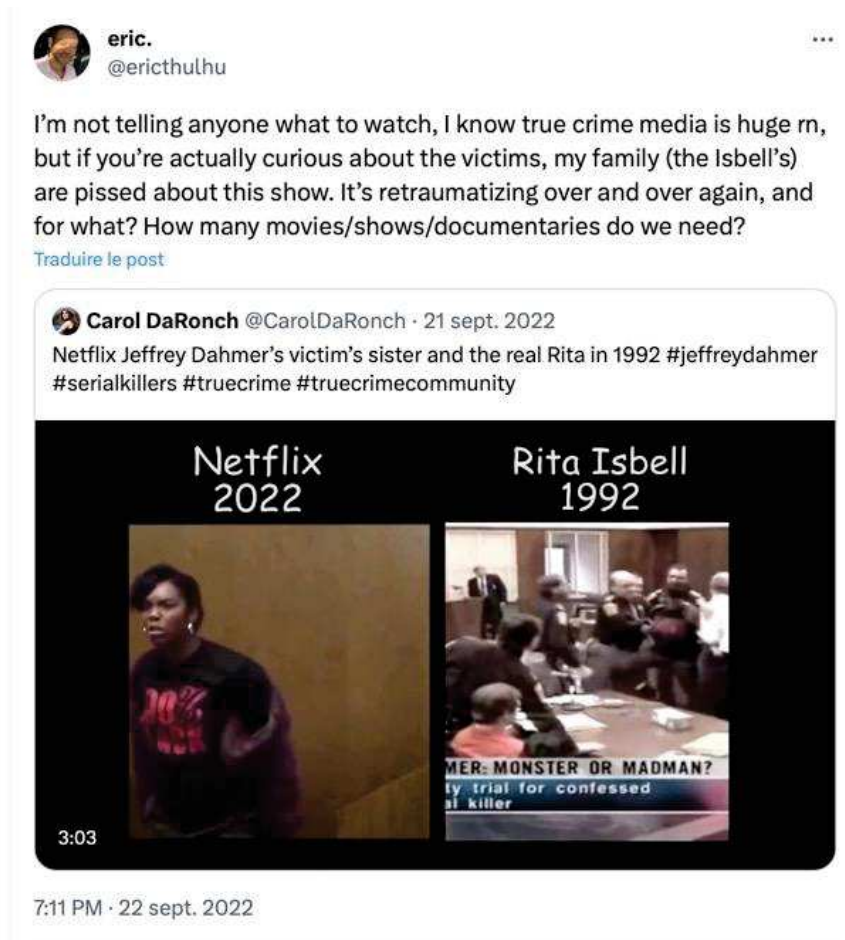 eric.
@ericthulhu
I'm not telling anyone what to watch, I know true crime media is huge rn,
but if you're actually curious about the victims, my family (the Isbell's)
are pissed about this show. It's retraumatizing over and over again, and
for what? How many movies/shows/documentaries do we need?
Traduire le post
Carol DaRonch @CarolDaRonch · 21 sept. 2022
Netflix Jeffrey Dahmer's victim's sister and the real Rita in 1992 #jeffreydahmer
#serialkillers #truecrime #truecrimecommunity
Netflix
2022
Rita Isbell
1992
MER: MONSTER OR MADMAN?
ty trial for confessed
al killer
3:03
7:11 PM · 22 sept. 2022